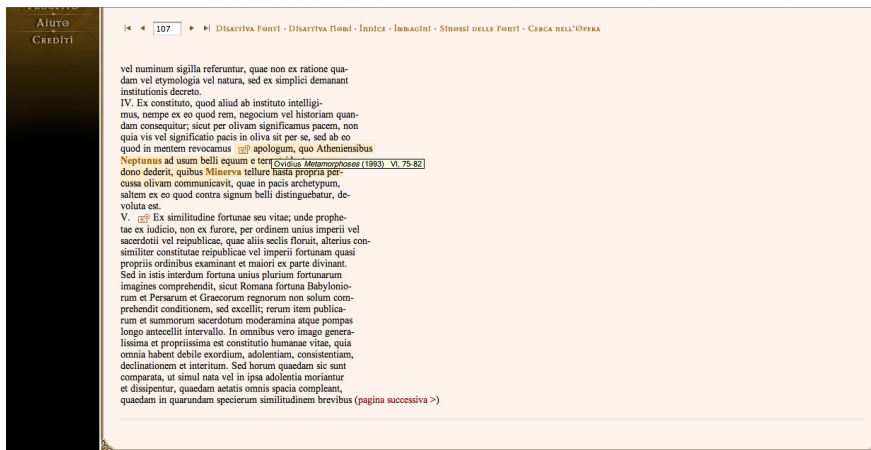 Aiuto
Crediti
107 Disattiva Fonti - Disattiva Nomi - Indice - Immagini - Sinossi delle Fonti - Cerca nell'Opera
vel numinum sigilla referuntur, quae non ex ratione qua-
dam vel etymologia vel natura, sed ex simplici demanant
institutionis decreto.
IV. Ex constituto, quod aliud ab instituto intelligi-
mus, nempe ex eo quod rem, negocium vel historiam quan-
dam consequitur; sicut per olivam significamus pacem, non
quia vis vel significatio pacis in oliva sit per se, sed ab eo
quod in mentem revocamus apologum, quo Atheniensibus
Neptunus ad usum belli equum e
Ovidius Metamorphoses (1993) VI, 75-82
dono dederit, quibus Minerva tellure hasta propria per-
cussa olivam communicavit, quae in pacis archetypum,
saltem ex eo quod contra signum belli distinguebatur, de-
voluta est.
V. Ex similitudine fortunae seu vitae; unde prophe-
tae ex iudicio, non ex furore, per ordinem unius imperii vel
sacerdotii vel reipublicae, quae aliis seclis floruit, alterius con-
similiter constitutae reipublicae vel imperii fortunam quasi
propriis ordinibus examinant et maiori ex parte divinant.
Sed in istis interdum fortuna unius plurium fortunarum
imagines comprehendit, sicut Romana fortuna Babylonio-
rum et Persarum et Graecorum regnorum non solum com-
prehendit conditionem, sed excellit; rerum item publica-
rum et summorum sacerdotum moderamina atque pompas
longo antecellit intervallo. In omnibus vero imago genera-
lissima et propriissima est constitutio humanae vitae, quia
omnia habent debile exordium, adolentiam, consistentiam,
declinationem et interitum. Sed horum quaedam sic sunt
comparata, ut simul nata vel in ipsa adolentia moriantur
et dissipentur, quaedam aetatis omnis spacia compleant,
quaedam in quarundam specierum similitudinem brevibus (pagina successiva >)